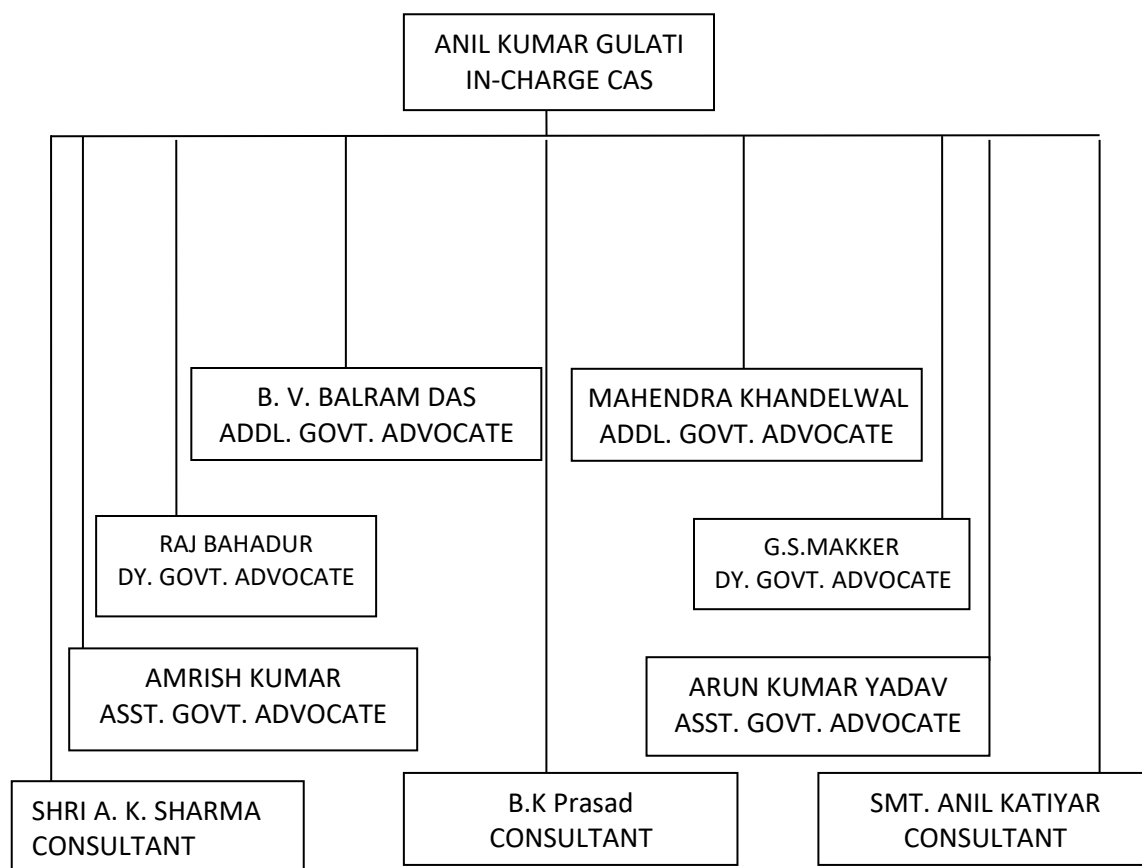 ANIL KUMAR GULATI
IN-CHARGE CAS
B. V. BALRAM DAS
ADDL. GOVT. ADVOCATE
MAHENDRA KHANDELWAL
ADDL. GOVT. ADVOCATE
RAJ BAHADUR
DY. GOVT. ADVOCATE
G.S.MAKKER
DY. GOVT. ADVOCATE
AMRISH KUMAR
ASST. GOVT. ADVOCATE
ARUN KUMAR YADAV
ASST. GOVT. ADVOCATE
SHRI A. K. SHARMA
CONSULTANT
B.K Prasad
CONSULTANT
SMT. ANIL KATIYAR
CONSULTANT